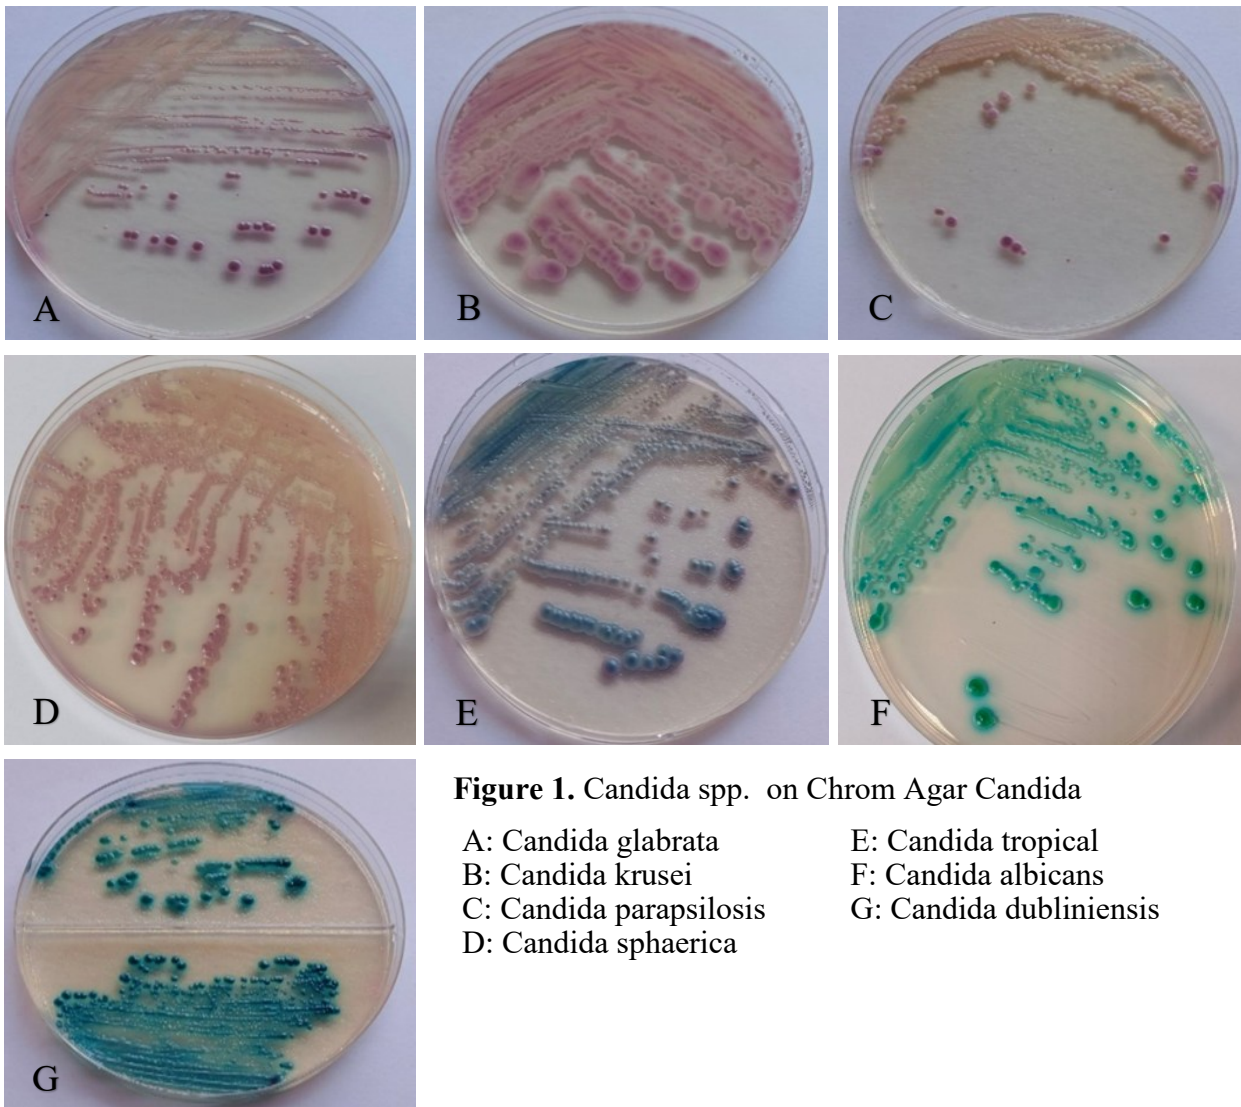 A
B
C
D
E
F
G
Figure 1. Candida spp. on Chrom Agar Candida
A: Candida glabrata
B: Candida krusei
C: Candida parapsilosis
D: Candida sphaerica
E: Candida tropical
F: Candida albicans
G: Candida dubliniensis